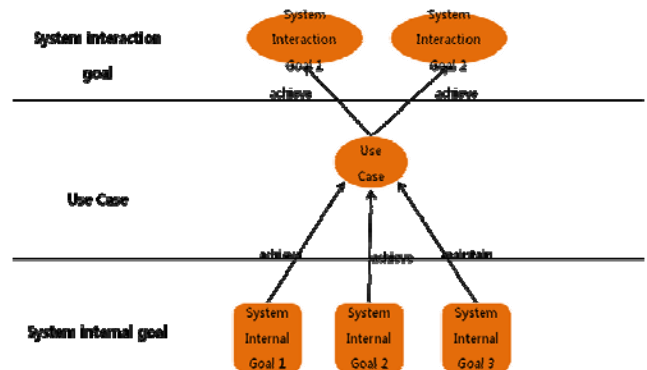 System
Interaction
Goal 1
System
Interaction
Goal 2
System interaction
goal
achieve
achieve
Use
Case
Use Case
achieve
achieve
maintain
System
Internal
Goal 1
System
Internal
Goal 2
System
Internal
Goal 3
System internal goal